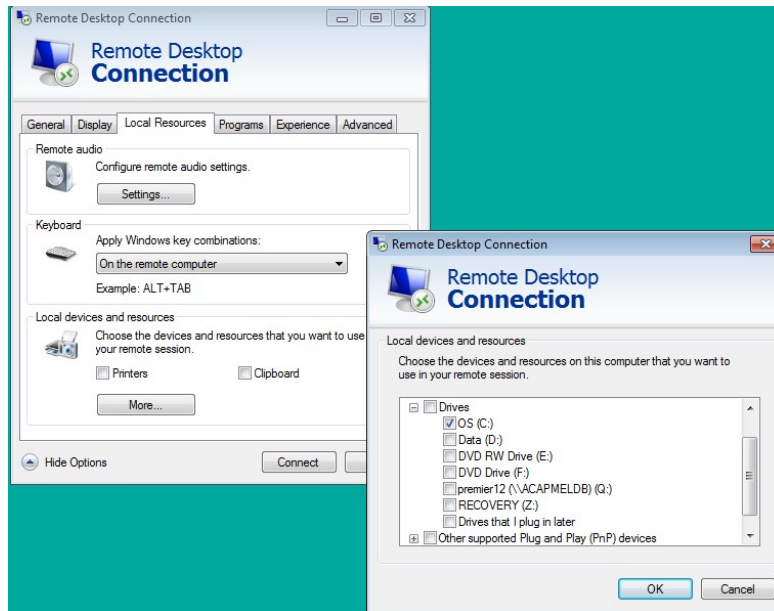 Remote Desktop Connection
Remote Desktop
Connection
General Display Local Resources Programs Experience Advanced
Remote audio
Configure remote audio settings.
Settings...
Keyboard
Apply Windows key combinations:
On the remote computer
Example: ALT+TAB
Local devices and resources
Choose the devices and resources that you want to use
your remote session.
Printers Clipboard
More...
Hide Options Connect
Remote Desktop Connection
Remote Desktop
Connection
Local devices and resources
Choose the devices and resources on this computer that you want to
use in your remote session.
Drives
OS (C:)
Data (D:)
DVD RW Drive (E:)
DVD Drive (F:)
premier12 (\\ACAPMELDB) (Q:)
RECOVERY (Z:)
Drives that I plug in later
Other supported Plug and Play (PnP) devices
OK Cancel